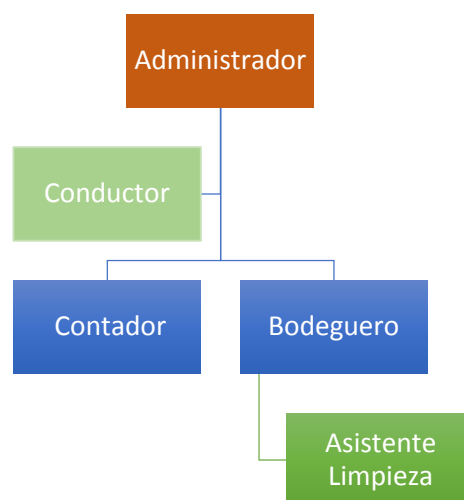 Administrador
Conductor
Contador
Bodeguero
Asistente
Limpieza